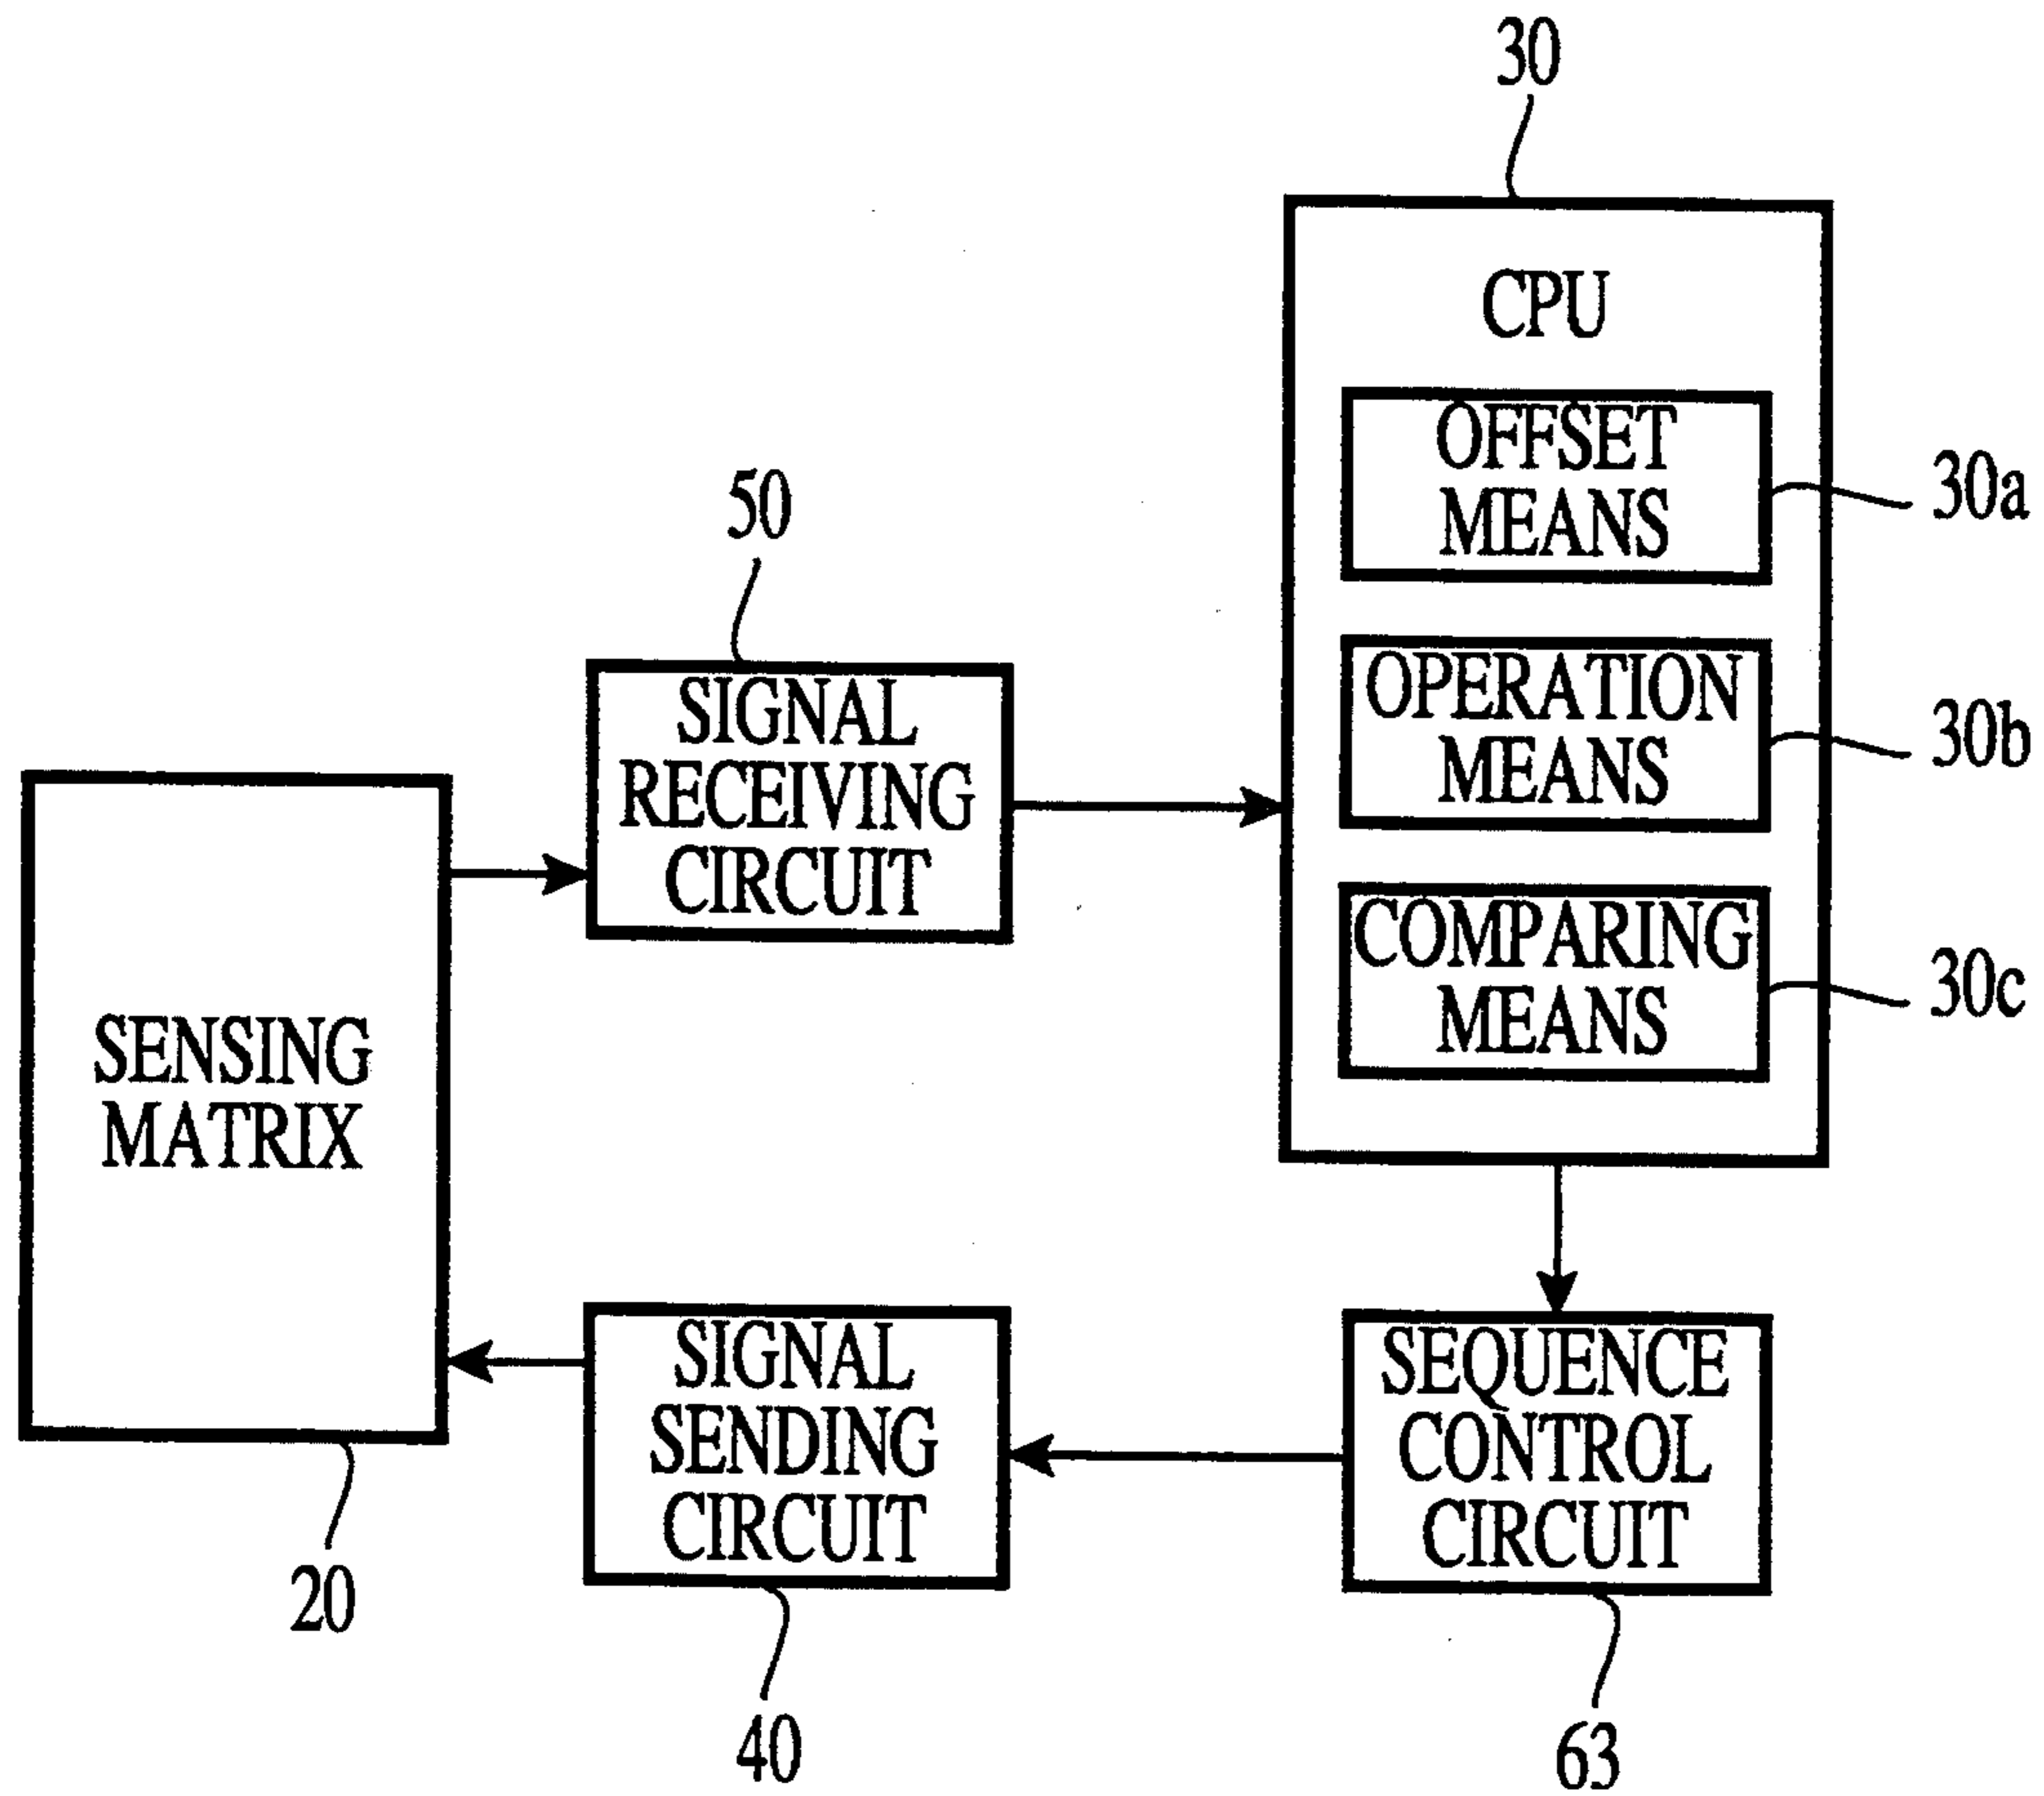 30
CPU
OFFSET
MEANS
30a
50
OPERATION
MEANS
30b
SIGNAL
RECEIVING
CIRCUIT
COMPARING
MEANS
30c
SENSING
MATRIX
20
SIGNAL
SENDING
CIRCUIT
40
SEQUENCE
CONTROL
CIRCUIT
63